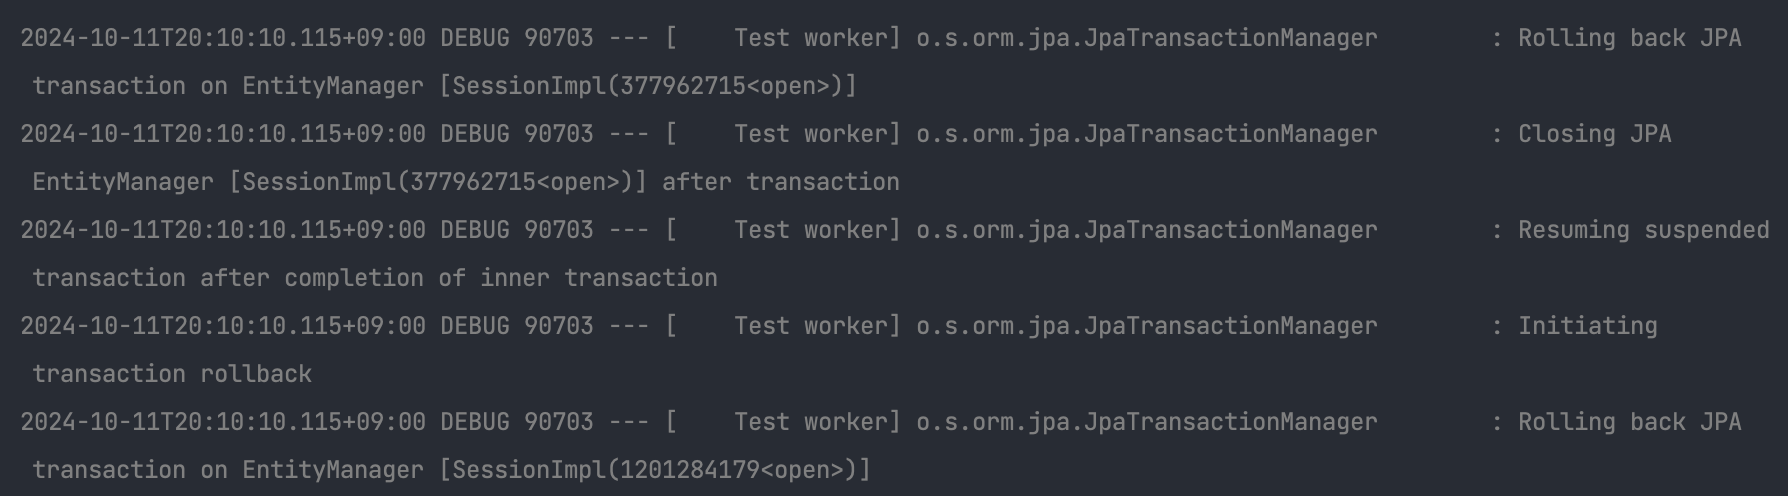 2024-10-11T20:10:10.115+09:00 DEBUG 90703 --- [    Test worker] o.s.orm.jpa.JpaTransactionManager        : Rolling back JPA
 transaction on EntityManager [SessionImpl(377962715<open>)]
2024-10-11T20:10:10.115+09:00 DEBUG 90703 --- [    Test worker] o.s.orm.jpa.JpaTransactionManager        : Closing JPA
 EntityManager [SessionImpl(377962715<open>)] after transaction
2024-10-11T20:10:10.115+09:00 DEBUG 90703 --- [    Test worker] o.s.orm.jpa.JpaTransactionManager        : Resuming suspended
 transaction after completion of inner transaction
2024-10-11T20:10:10.115+09:00 DEBUG 90703 --- [    Test worker] o.s.orm.jpa.JpaTransactionManager        : Initiating
 transaction rollback
2024-10-11T20:10:10.115+09:00 DEBUG 90703 --- [    Test worker] o.s.orm.jpa.JpaTransactionManager        : Rolling back JPA
 transaction on EntityManager [SessionImpl(1201284179<open>)]